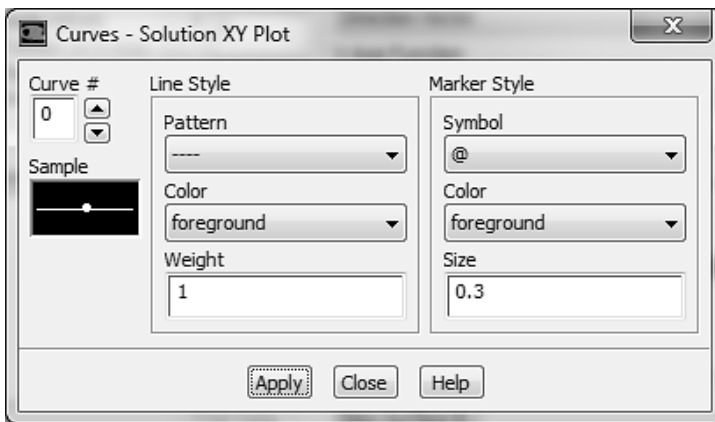 Curves - Solution XY Plot
X
Curve #
0
Sample
Line Style
Pattern
----
Color
foreground
Weight
1
Marker Style
Symbol
@
Color
foreground
Size
0.3
Apply Close Help